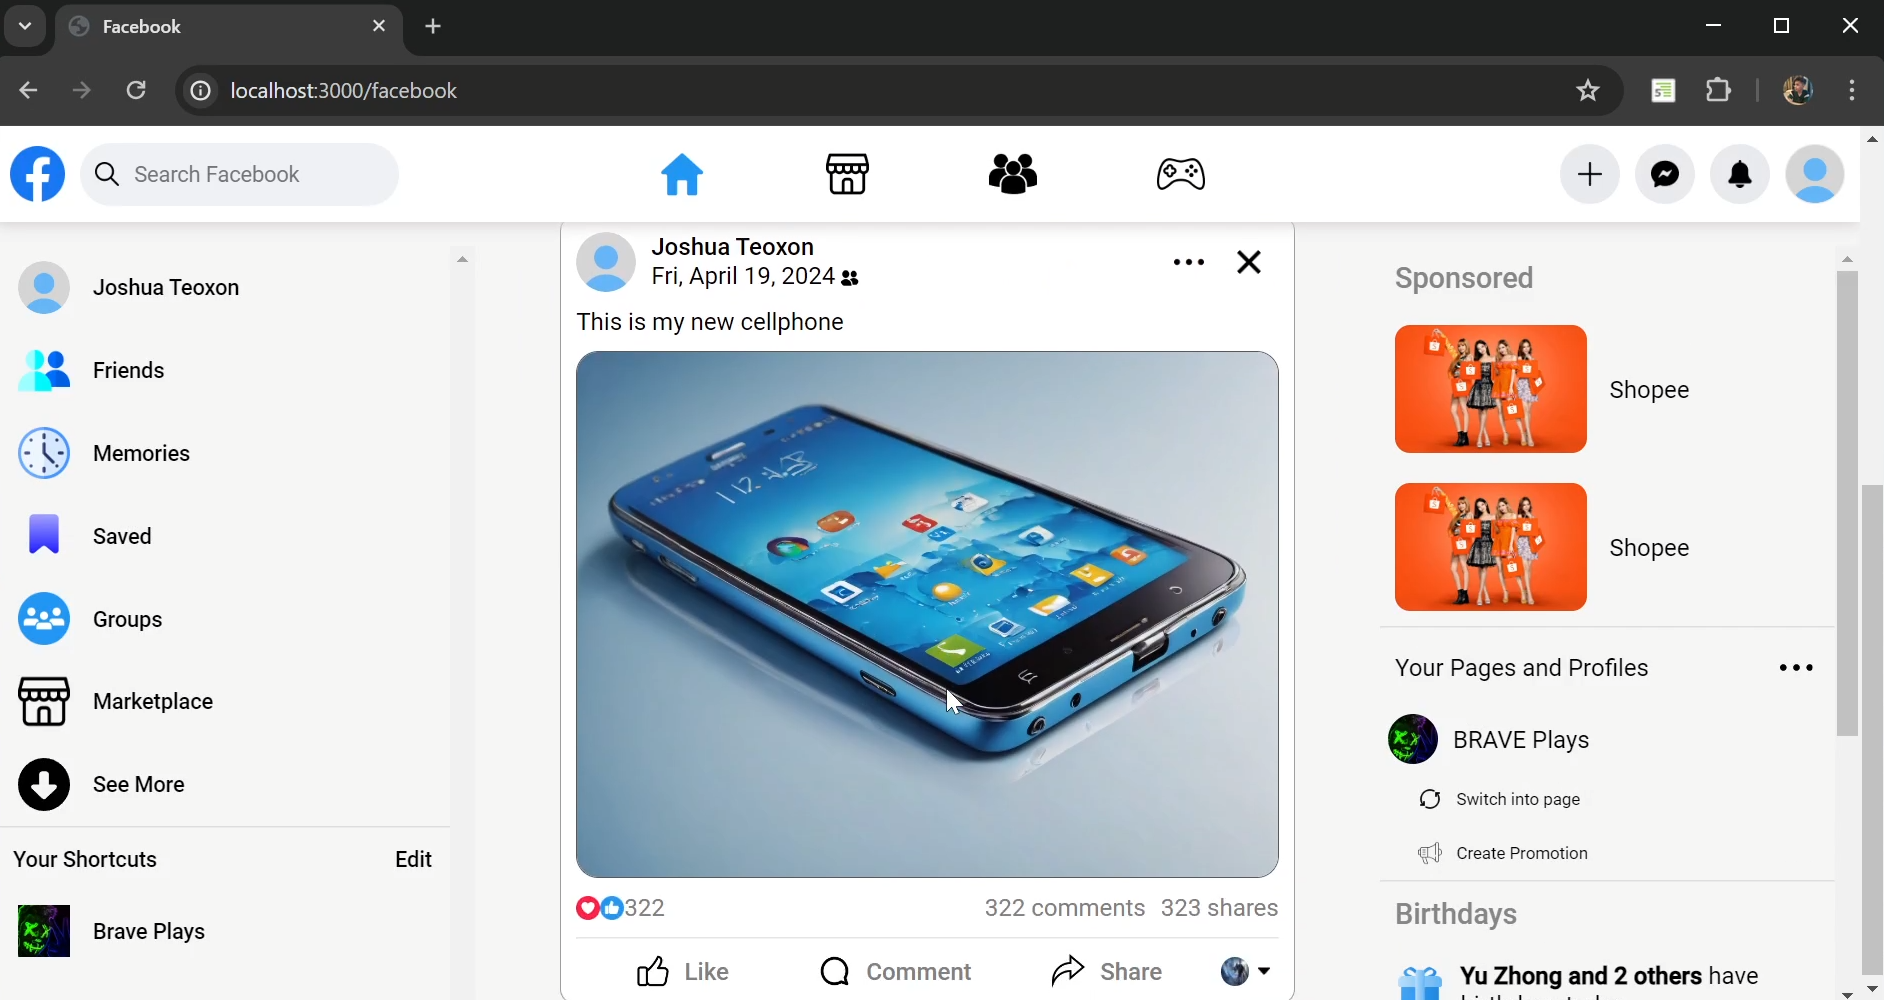 Facebook
localhost:3000/facebook
Search Facebook
Joshua Teoxon
Friends
Memories
Saved
Groups
Marketplace
See More
Your Shortcuts Edit
Brave Plays
Joshua Teoxon
Fri, April 19, 2024
This is my new cellphone
322
322 comments 323 shares
Like Comment Share
Sponsored
Shopee
Shopee
Your Pages and Profiles
BRAVE Plays
Switch into page
Create Promotion
Birthdays
Yu Zhong and 2 others have